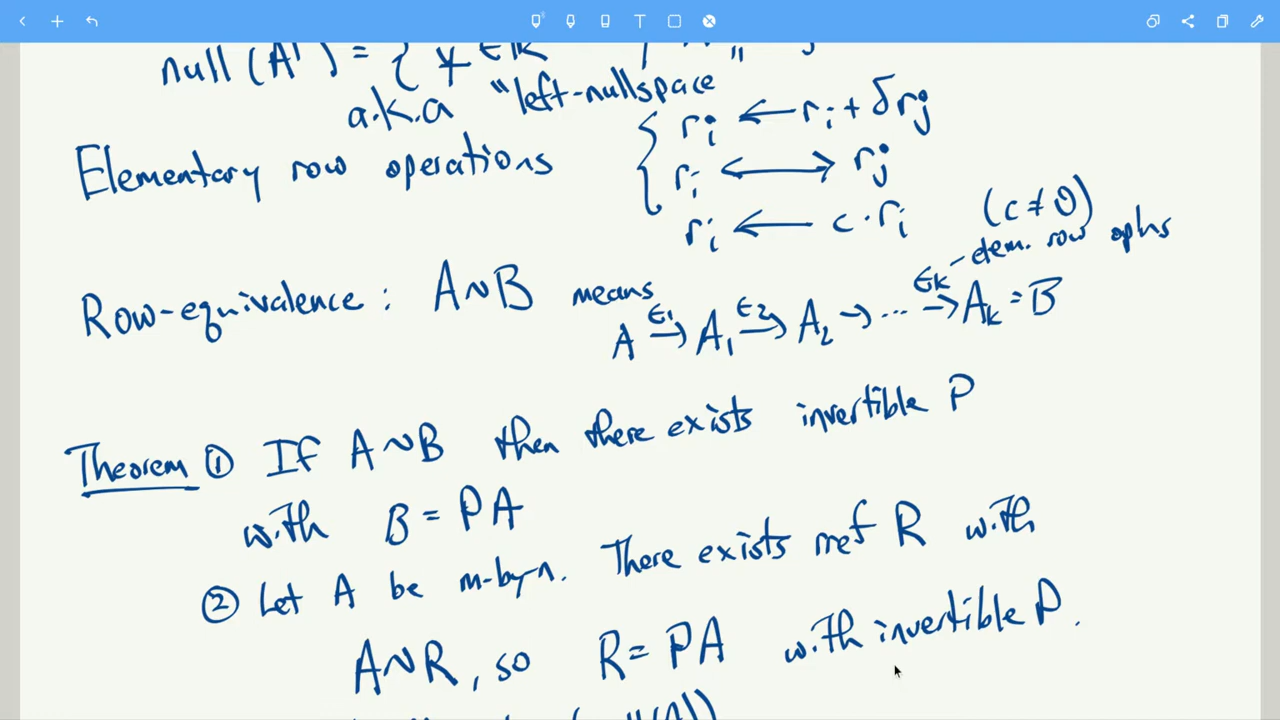 null(Aᵀ) = { y ∈ ℝ
a.k.a "left-nullspace"
Elementary row operations
{ rᵢ ← rᵢ + δrⱼ
rᵢ ↔ rⱼ
rᵢ ← c · rᵢ (c ≠ 0)
Row-equivalence : A ~ B means
A →^{ϵ1} A₁ →^{ϵ2} A₂ → ... →^{ϵk} Aₖ = B
elem. row ophs
Theorem ① If A ~ B then there exists invertible P
with B = PA
② Let A be m-by-n. There exists rref R with
A ~ R , so R = PA with invertible P .